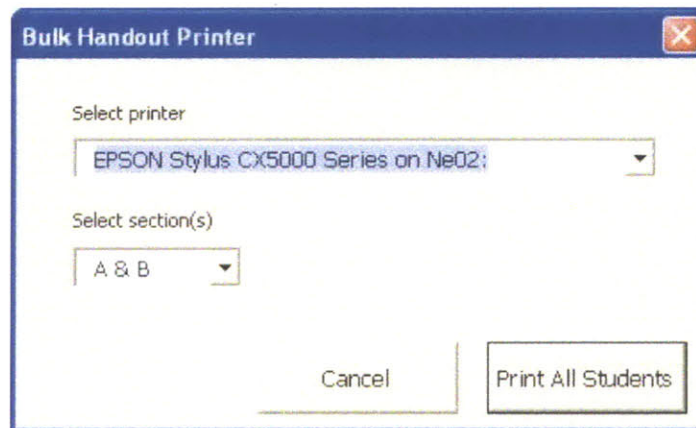 Bulk Handout Printer
Select printer
EPSON Stylus CX5000 Series on Ne02:
Select section(s)
A & B
Cancel
Print All Students